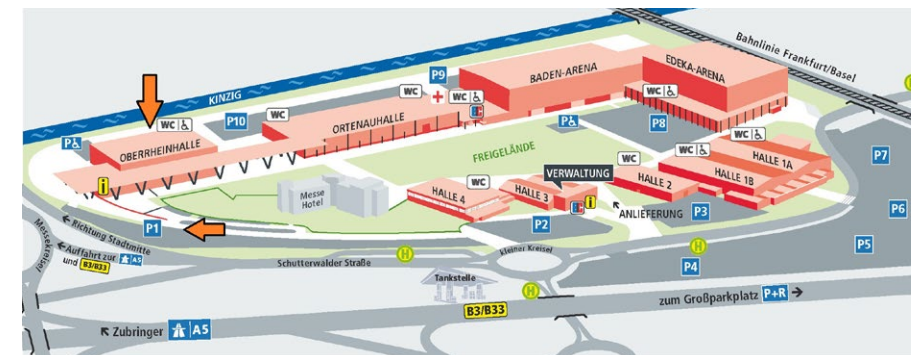 Bahnlinie Frankfurt/Basel
KINZIG
P9
EDEKA-ARENA
BADEN-ARENA
WC
WC
WC
WC
P10
WC
ORTENAUHALLE
P
P8
P
OBERRHEINHALLE
FREIGELÄNDE
WC
HALLE 1A
P7
VERWALTUNG
WC
WC
HALLE 2
HALLE 1B
i
Messe
Hotel
HALLE 4
HALLE 3
i
ANLIEFERUNG
P3
P6
P1
P2
Richtung Stadtmitte
Messekreisel
Auffahrt zur A5
und B3/B33
Schutterwalder Straße
H
kleiner Kreisel
H
P5
P4
Tankstelle
H
zum Großparkplatz P+R
B3/B33
Zubringer A5
H